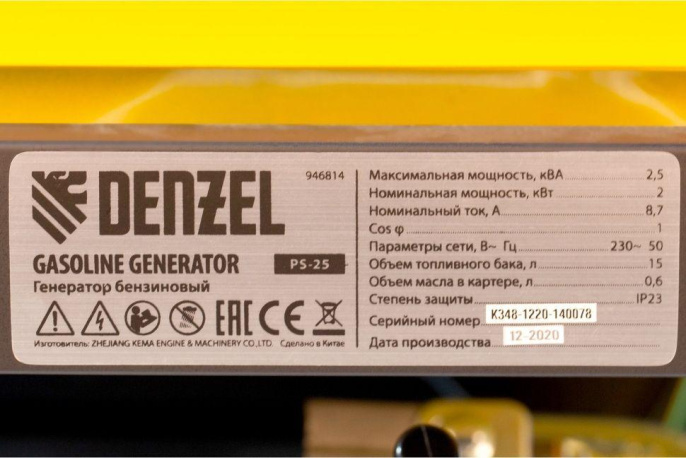 DENZEL
946814
GASOLINE GENERATOR PS-25
Генератор бензиновый
EAC CE
Изготовитель: ZHEJIANG KEMA ENGINE & MACHINERY CO.,LTD. Сделано в Китае
Максимальная мощность, кВА 2,5
Номинальная мощность, кВт 2
Номинальный ток, А 8,7
Cos φ 1
Параметры сети, В~ Гц 230~ 50
Объем топливного бака, л 15
Объем масла в картере, л 0,6
Степень защиты IP23
Серийный номер K348-1220-140078
Дата производства 12-2020